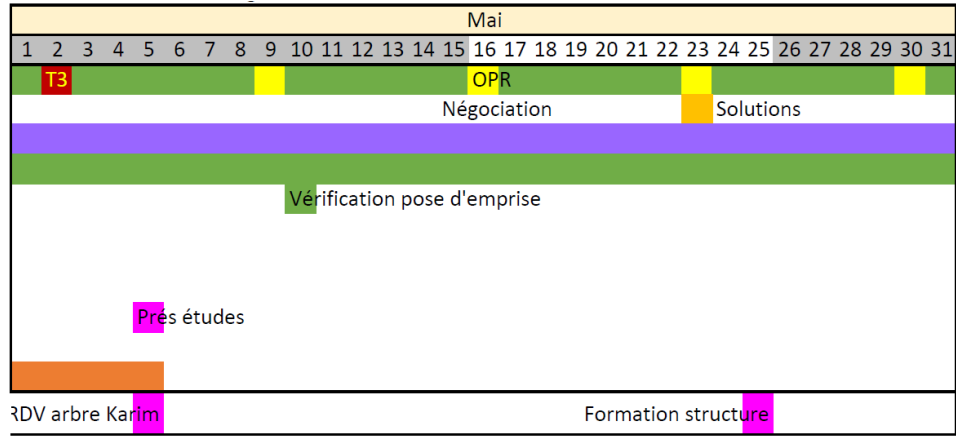 Mai
1 2 3 4 5 6 7 8 9 10 11 12 13 14 15 16 17 18 19 20 21 22 23 24 25 26 27 28 29 30 31
T3 OPR
Négociation Solutions
Vérification pose d'emprise
Prés études
RDV arbre Karim Formation structure